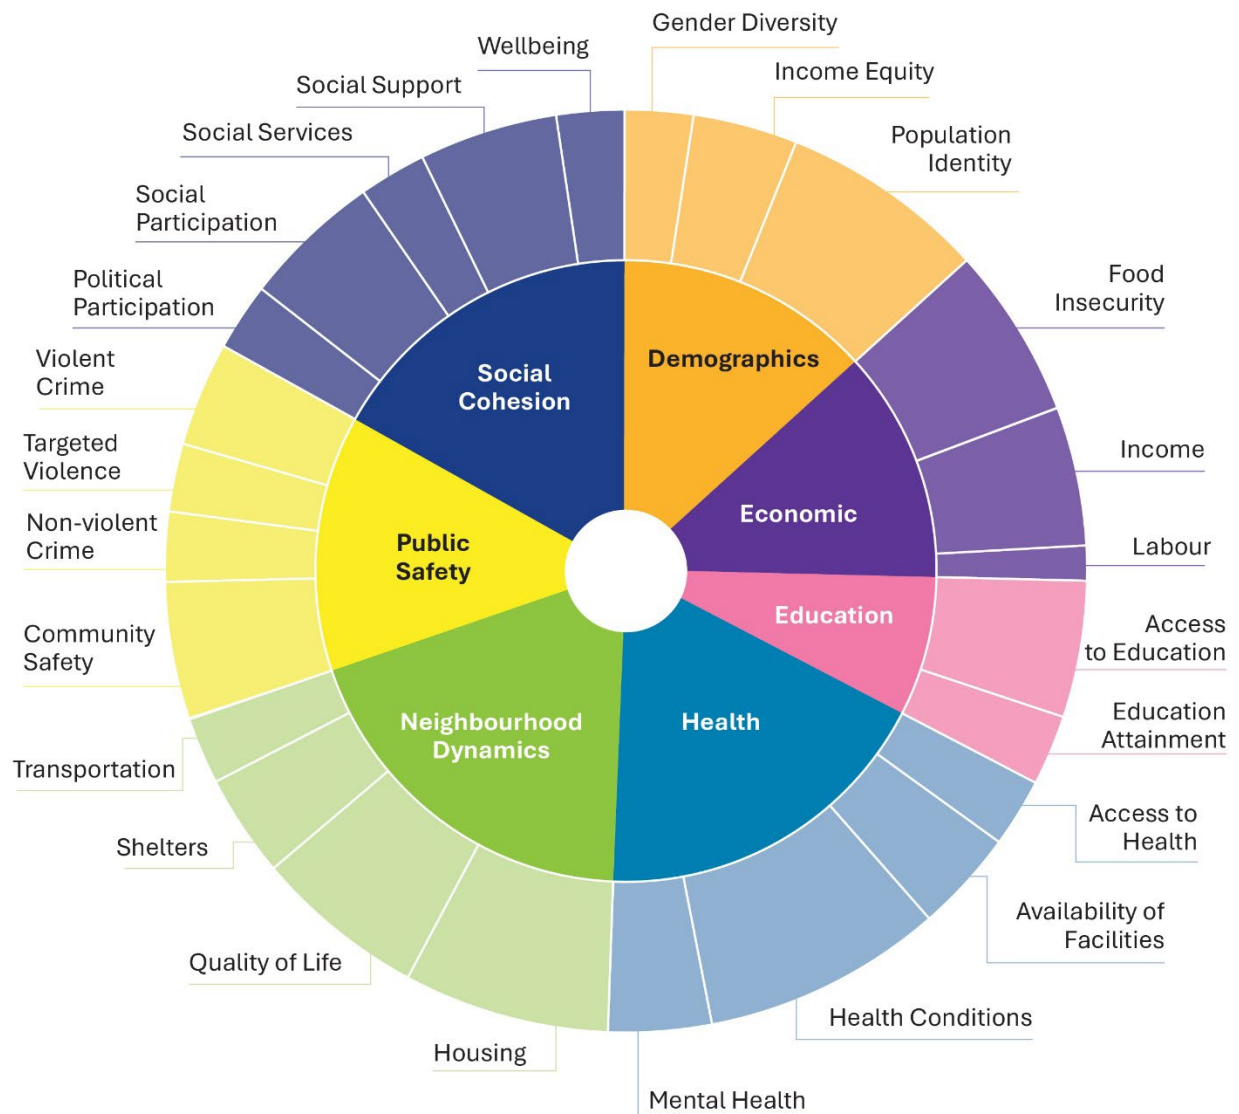 Gender Diversity
Income Equity
Population
Identity
Food
Insecurity
Income
Labour
Access
to Education
Education
Attainment
Access to
Health
Availability of
Facilities
Health Conditions
Mental Health
Housing
Quality of Life
Shelters
Transportation
Community
Safety
Non-violent
Crime
Targeted
Violence
Violent
Crime
Political
Participation
Social
Participation
Social Services
Social Support
Wellbeing
Demographics
Economic
Education
Health
Neighbourhood
Dynamics
Public
Safety
Social
Cohesion